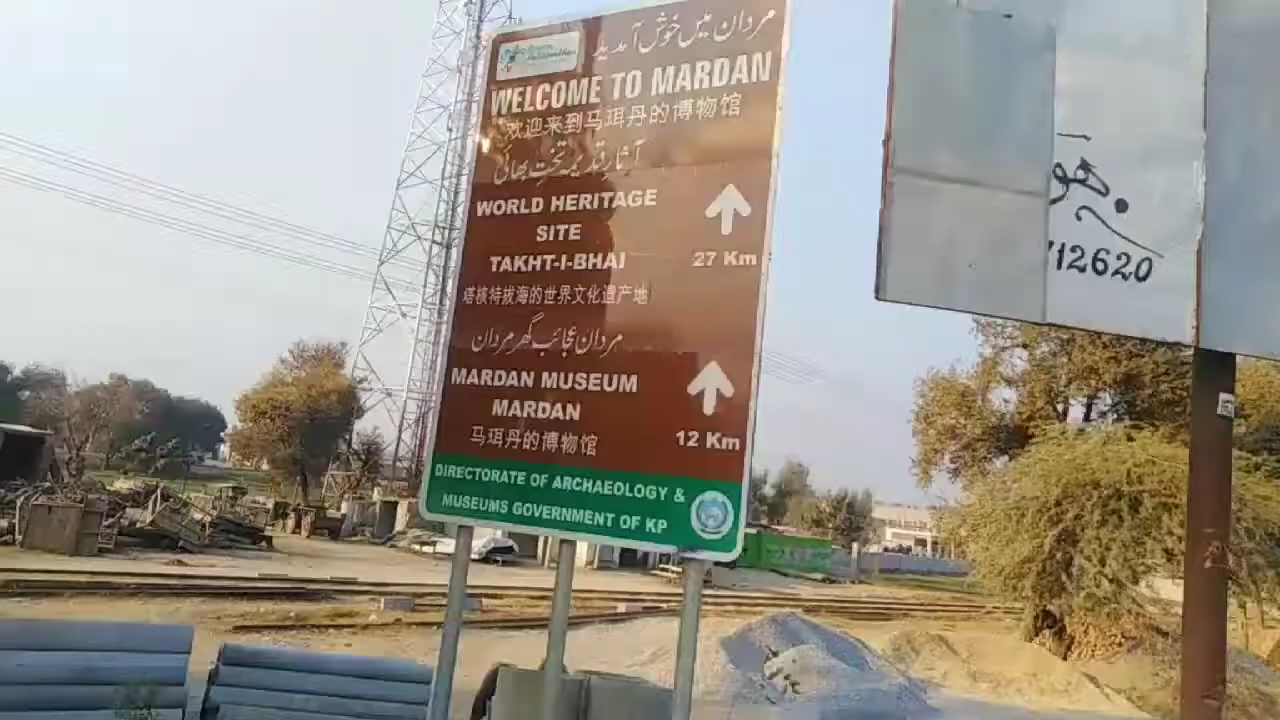 مردان میں خوش آمدید
WELCOME TO MARDAN
欢迎来到马珥丹的博物馆
آثارِ قدیمہ تخت بھائی
WORLD HERITAGE
SITE
TAKHT-I-BHAI
27 Km
塔核特拔海的世界文化遗产地
مردان عجائب گھر مردان
MARDAN MUSEUM
MARDAN
12 Km
马珥丹的博物馆
DIRECTORATE OF ARCHAEOLOGY &
MUSEUMS GOVERNMENT OF KP
12620